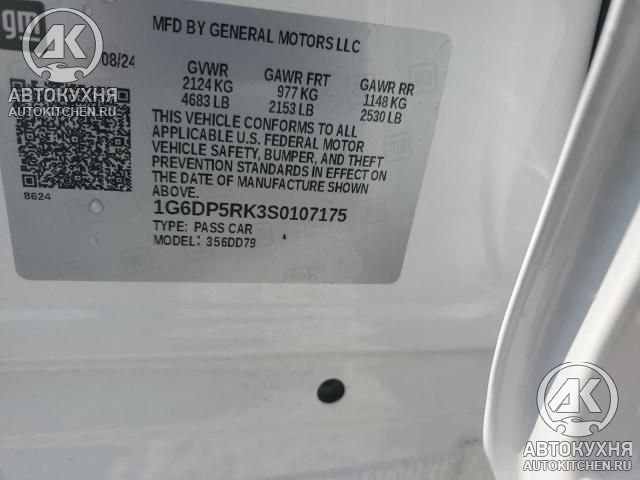 gm
MFD BY GENERAL MOTORS LLC
08/24
GVWR
2124 KG
4683 LB
GAWR FRT
977 KG
2153 LB
GAWR RR
1148 KG
2530 LB
THIS VEHICLE CONFORMS TO ALL
APPLICABLE U.S. FEDERAL MOTOR
VEHICLE SAFETY, BUMPER, AND THEFT
PREVENTION STANDARDS IN EFFECT ON
THE DATE OF MANUFACTURE SHOWN
ABOVE.
8624
1G6DP5RK3S0107175
TYPE: PASS CAR
MODEL: 356DD79
АК
АВТОКУХНЯ
AUTOKITCHEN.RU
АК
АВТОКУХНЯ
AUTOKITCHEN.RU